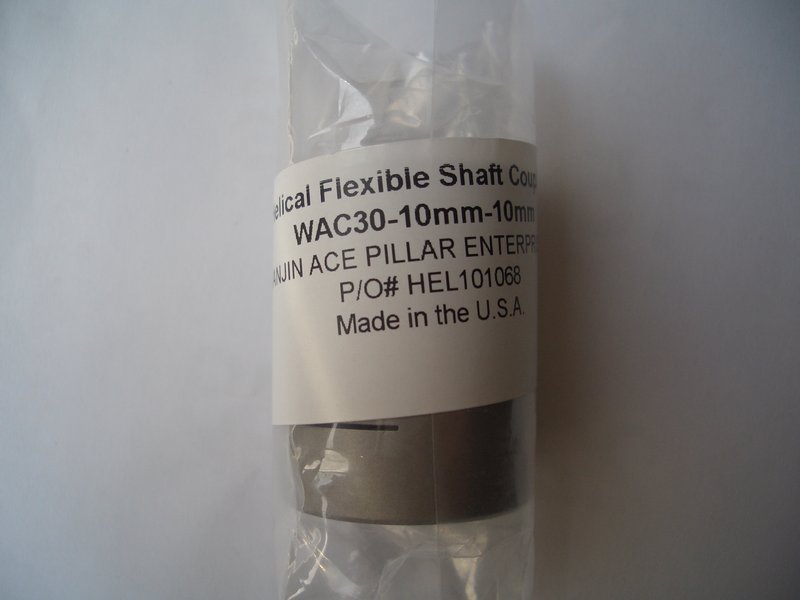 elical Flexible Shaft Coup
WAC30-10mm-10mm
ANJIN ACE PILLAR ENTERPR
P/O# HEL101068
Made in the U.S.A.